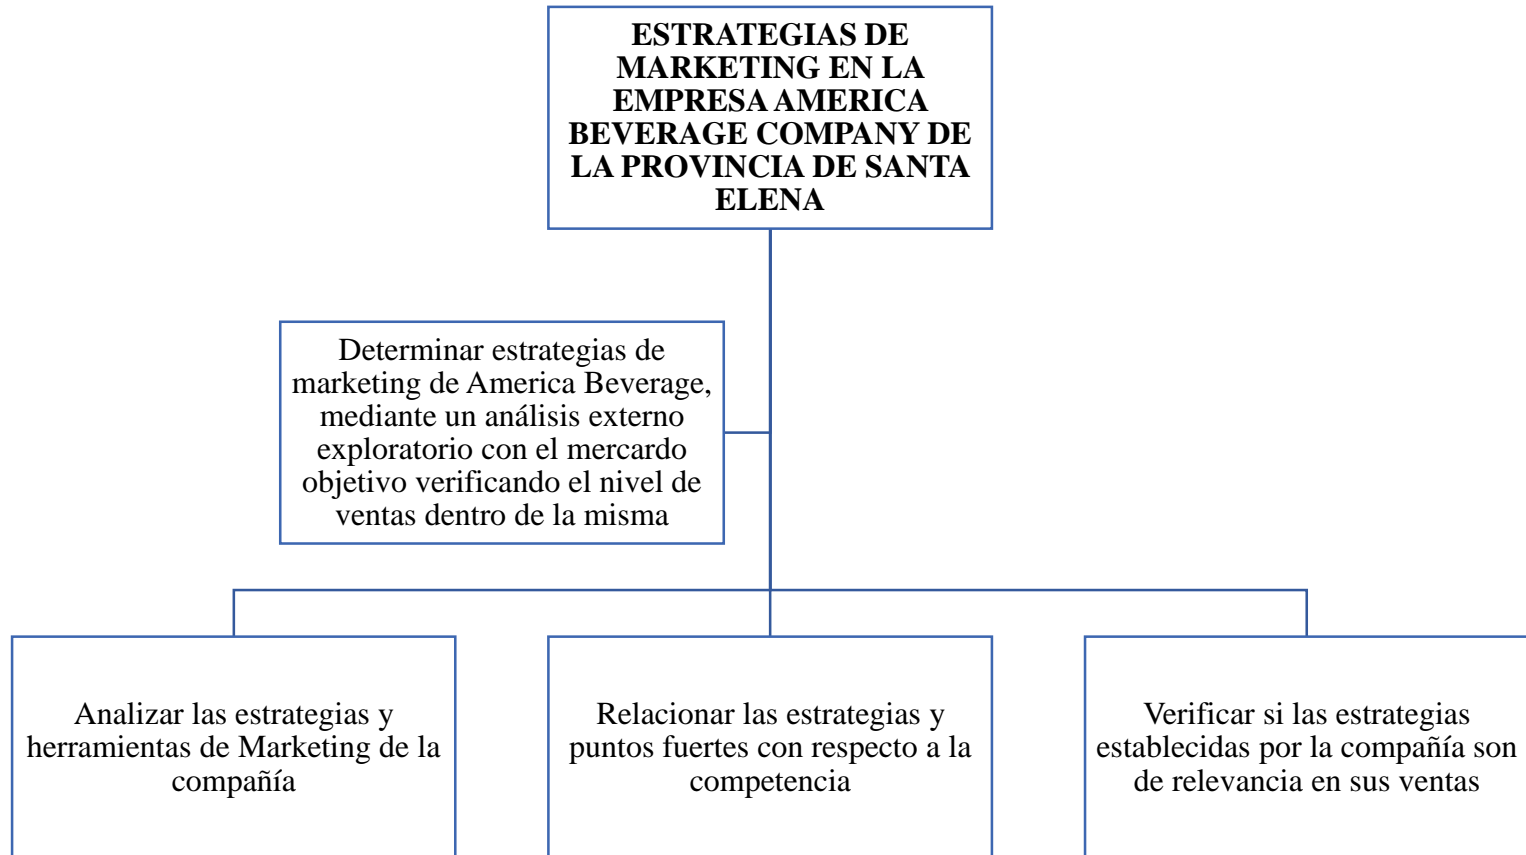 ESTRATEGIAS DE
MARKETING EN LA
EMPRESA AMERICA
BEVERAGE COMPANY DE
LA PROVINCIA DE SANTA
ELENA
Determinar estrategias de
marketing de America Beverage,
mediante un análisis externo
exploratorio con el mercardo
objetivo verificando el nivel de
ventas dentro de la misma
Analizar las estrategias y
herramientas de Marketing de la
compañía
Relacionar las estrategias y
puntos fuertes con respecto a la
competencia
Verificar si las estrategias
establecidas por la compañía son
de relevancia en sus ventas